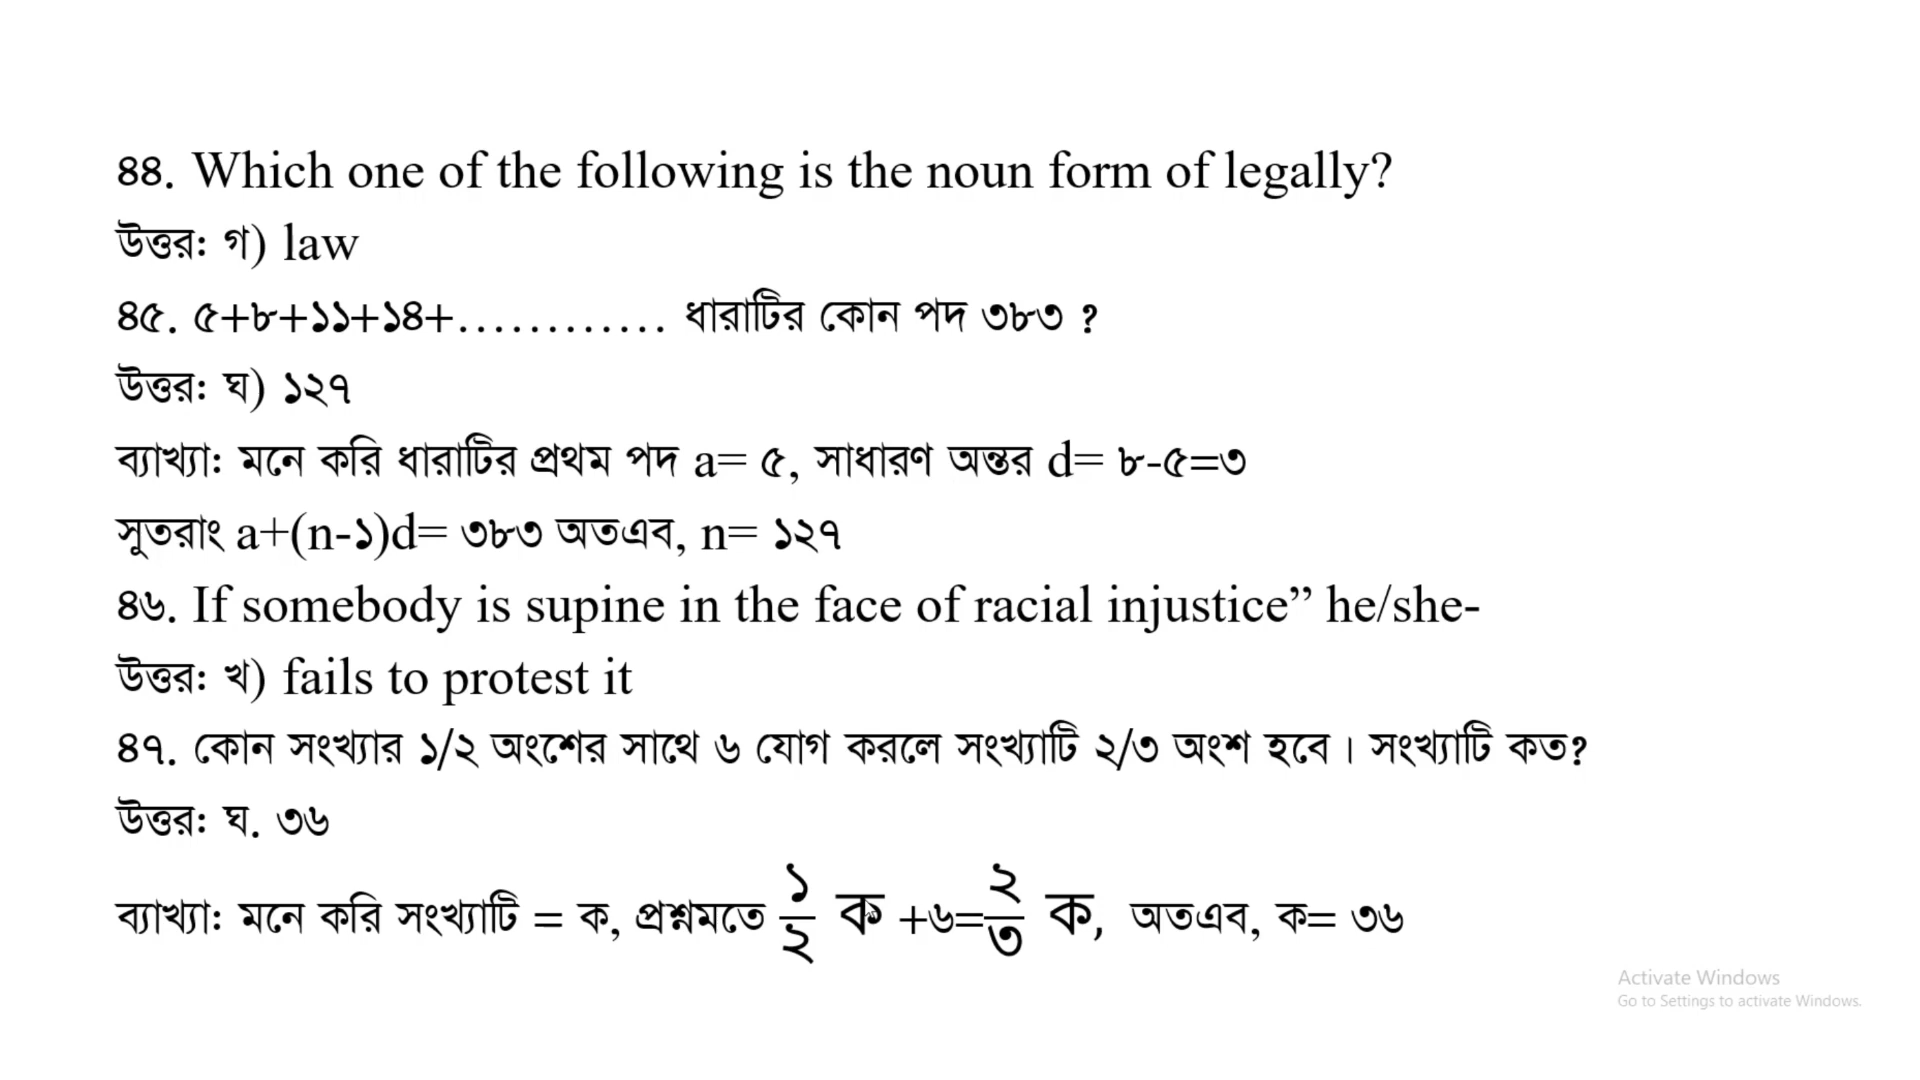 ৪৪. Which one of the following is the noun form of legally?
উত্তর: গ) law
৪৫. ৫+৮+১১+১৪+............ ধারাটির কোন পদ ৩৮৩ ?
উত্তর: ঘ) ১২৭
ব্যাখ্যা: মনে করি ধারাটির প্রথম পদ a= ৫, সাধারণ অন্তর d= ৮-৫=৩
সুতরাং a+(n-১)d= ৩৮৩ অতএব, n= ১২৭
৪৬. If somebody is supine in the face of racial injustice” he/she-
উত্তর: খ) fails to protest it
৪৭. কোন সংখ্যার ১/২ অংশের সাথে ৬ যোগ করলে সংখ্যাটি ২/৩ অংশ হবে। সংখ্যাটি কত?
উত্তর: ঘ. ৩৬
ব্যাখ্যা: মনে করি সংখ্যাটি = ক, প্রশ্নমতে ১/২ ক +৬=২/৩ ক, অতএব, ক= ৩৬
Activate Windows
Go to Settings to activate Windows.